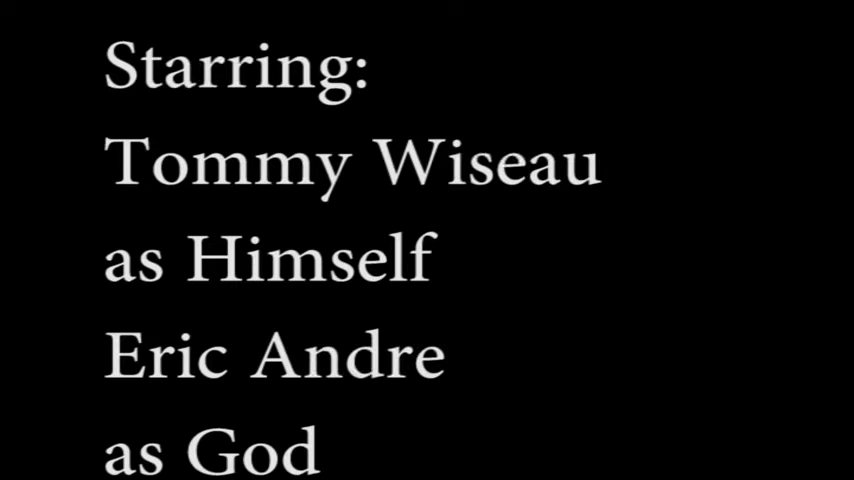 Starring:
Tommy Wiseau
as Himself
Eric Andre
as God